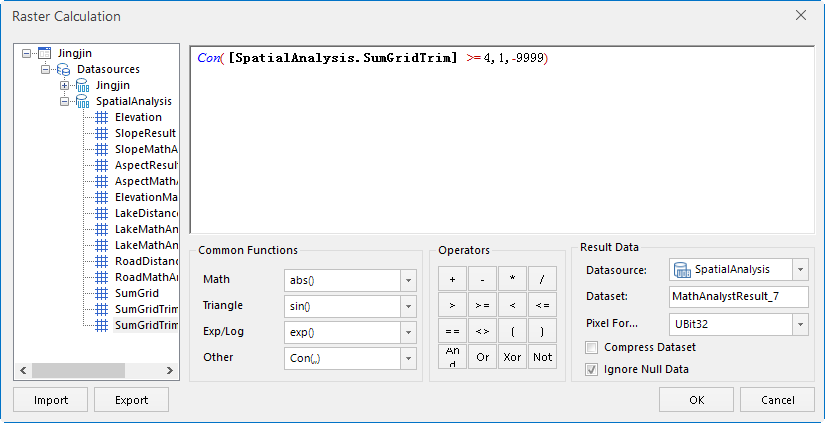 Raster Calculation
Jingjin
Datasources
Jingjin
SpatialAnalysis
Elevation
SlopeResult
SlopeMathA
AspectResul
AspectMathA
ElevationMa
LakeDistanc
LakeMathAn
LakeMathAn
RoadDistanc
RoadMathAn
SumGrid
SumGridTrim
SumGridTrim
Import
Export
Con( [SpatialAnalysis.SumGridTrim] >= 4, 1, -9999)
Common Functions
Math abs()
Triangle sin()
Exp/Log exp()
Other Con(,,)
Operators
+ - * /
> >= < <=
== <> ( )
And Or Xor Not
Result Data
Datasource: SpatialAnalysis
Dataset: MathAnalystResult_7
Pixel For... UBit32
Compress Dataset
Ignore Null Data
OK
Cancel